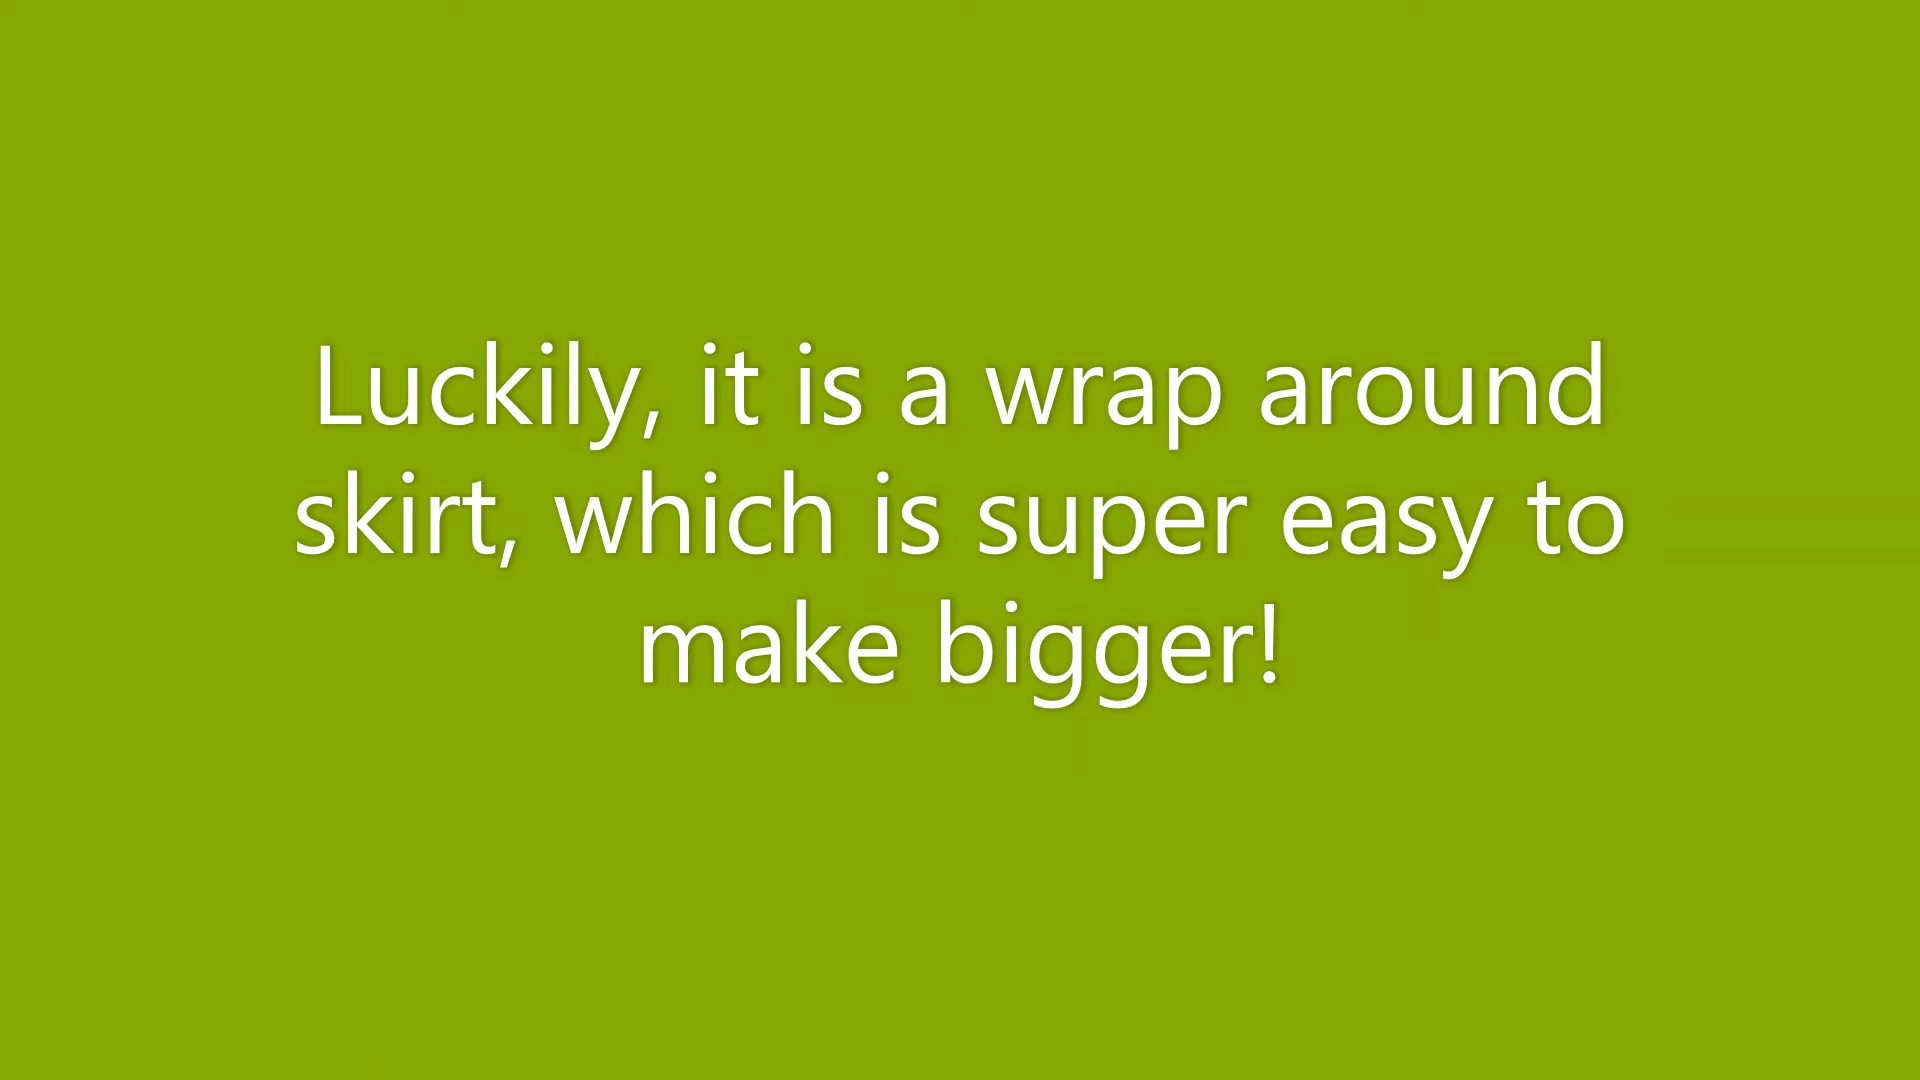 Luckily, it is a wrap around
skirt, which is super easy to
make bigger!